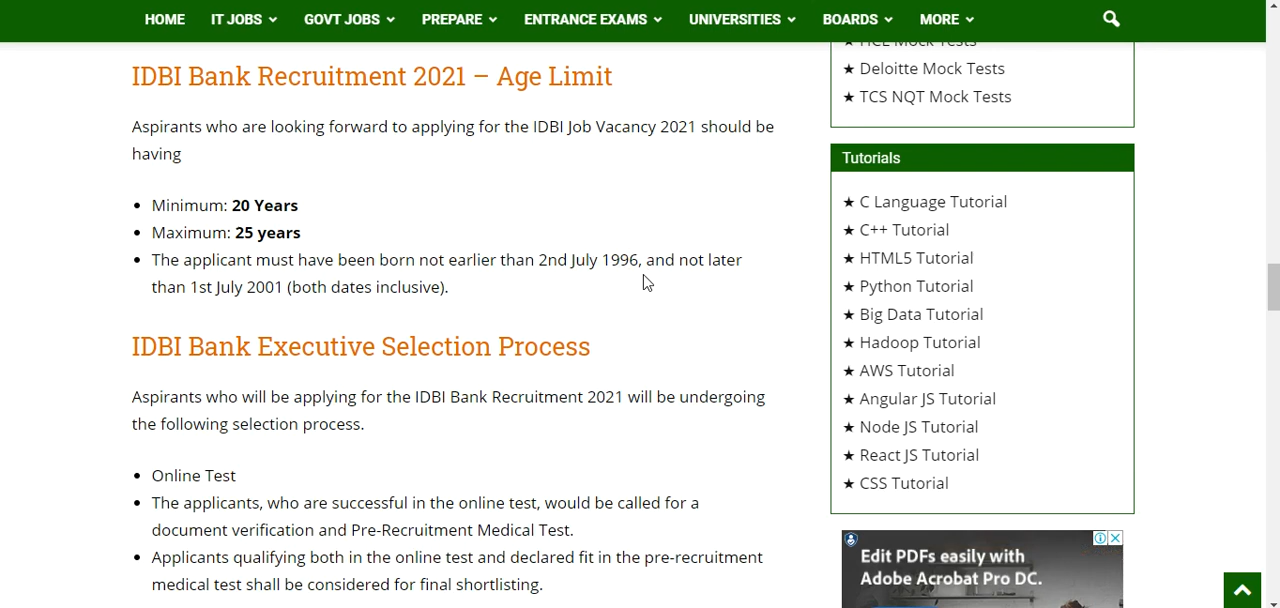 HOME IT JOBS GOVT JOBS PREPARE ENTRANCE EXAMS UNIVERSITIES BOARDS MORE
IDBI Bank Recruitment 2021 – Age Limit
Aspirants who are looking forward to applying for the IDBI Job Vacancy 2021 should be
having
• Minimum: 20 Years
• Maximum: 25 years
• The applicant must have been born not earlier than 2nd July 1996, and not later
than 1st July 2001 (both dates inclusive).
IDBI Bank Executive Selection Process
Aspirants who will be applying for the IDBI Bank Recruitment 2021 will be undergoing
the following selection process.
• Online Test
• The applicants, who are successful in the online test, would be called for a
document verification and Pre-Recruitment Medical Test.
• Applicants qualifying both in the online test and declared fit in the pre-recruitment
medical test shall be considered for final shortlisting.
★ HCL Mock Tests
★ Deloitte Mock Tests
★ TCS NQT Mock Tests
Tutorials
★ C Language Tutorial
★ C++ Tutorial
★ HTML5 Tutorial
★ Python Tutorial
★ Big Data Tutorial
★ Hadoop Tutorial
★ AWS Tutorial
★ Angular JS Tutorial
★ Node JS Tutorial
★ React JS Tutorial
★ CSS Tutorial
Edit PDFs easily with
Adobe Acrobat Pro DC.